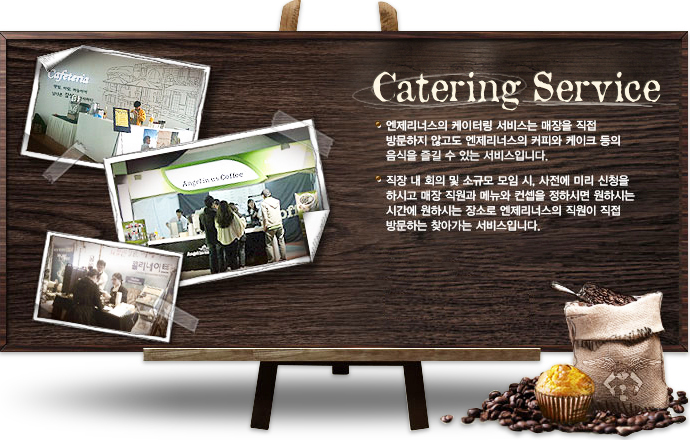 Catering Service
엔제리너스의 케이터링 서비스는 매장을 직접
방문하지 않고도 엔제리너스의 커피와 케이크 등의
음식을 즐길 수 있는 서비스입니다.
직장 내 회의 및 소규모 모임 시, 사전에 미리 신청을
하시고 매장 직원과 메뉴와 컨셉을 정하시면 원하시는
시간에 원하시는 장소로 엔제리너스의 직원이 직접
방문하는 찾아가는 서비스입니다.
Cafeteria
Angelinus Coffee
딜리네이트